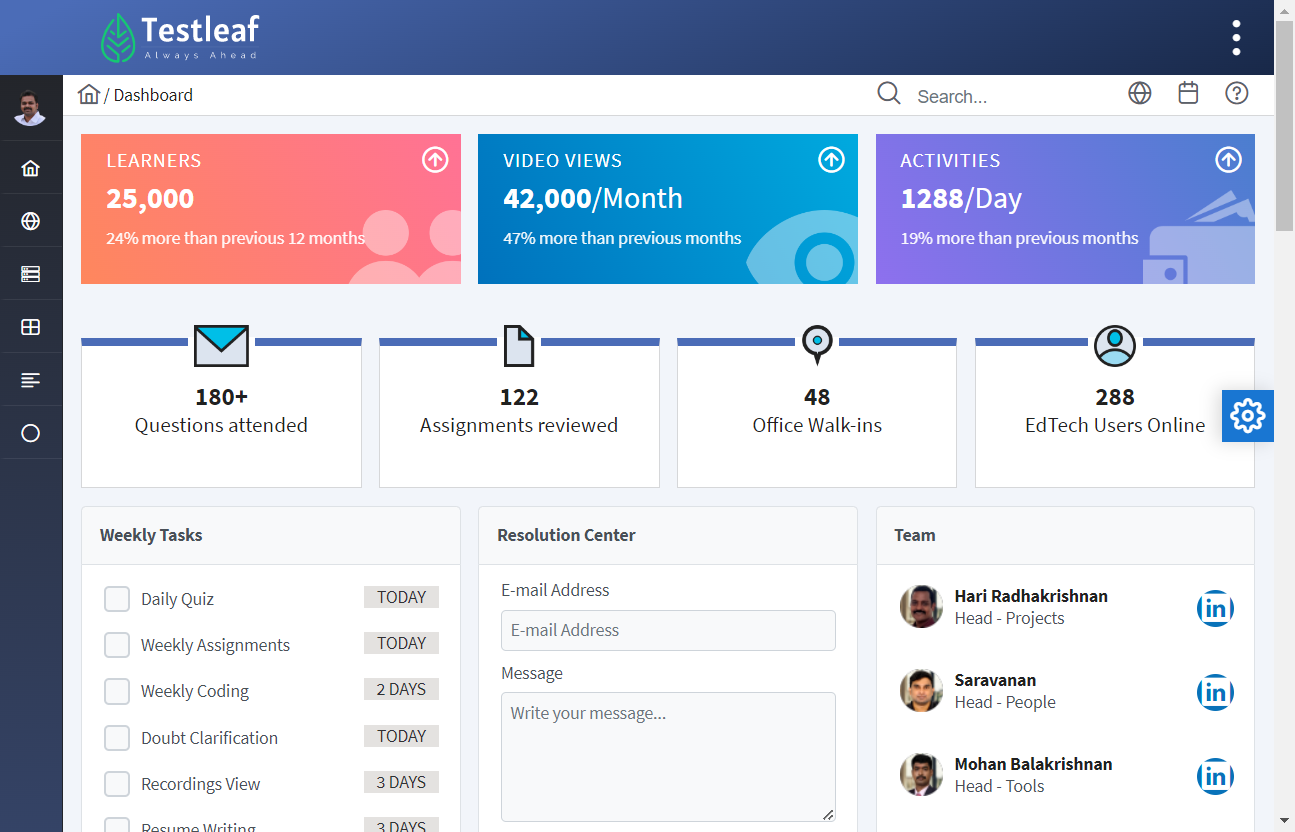 Testleaf
Always Ahead
/ Dashboard
Search...
LEARNERS
25,000
24% more than previous 12 months
VIDEO VIEWS
42,000/Month
47% more than previous months
ACTIVITIES
1288/Day
19% more than previous months
180+
Questions attended
122
Assignments reviewed
48
Office Walk-ins
288
EdTech Users Online
Weekly Tasks
Daily Quiz TODAY
Weekly Assignments TODAY
Weekly Coding 2 DAYS
Doubt Clarification TODAY
Recordings View 3 DAYS
Resume Writing 3 DAYS
Resolution Center
E-mail Address
E-mail Address
Message
Write your message...
Team
Hari Radhakrishnan
Head - Projects
in
Saravanan
Head - People
in
Mohan Balakrishnan
Head - Tools
in